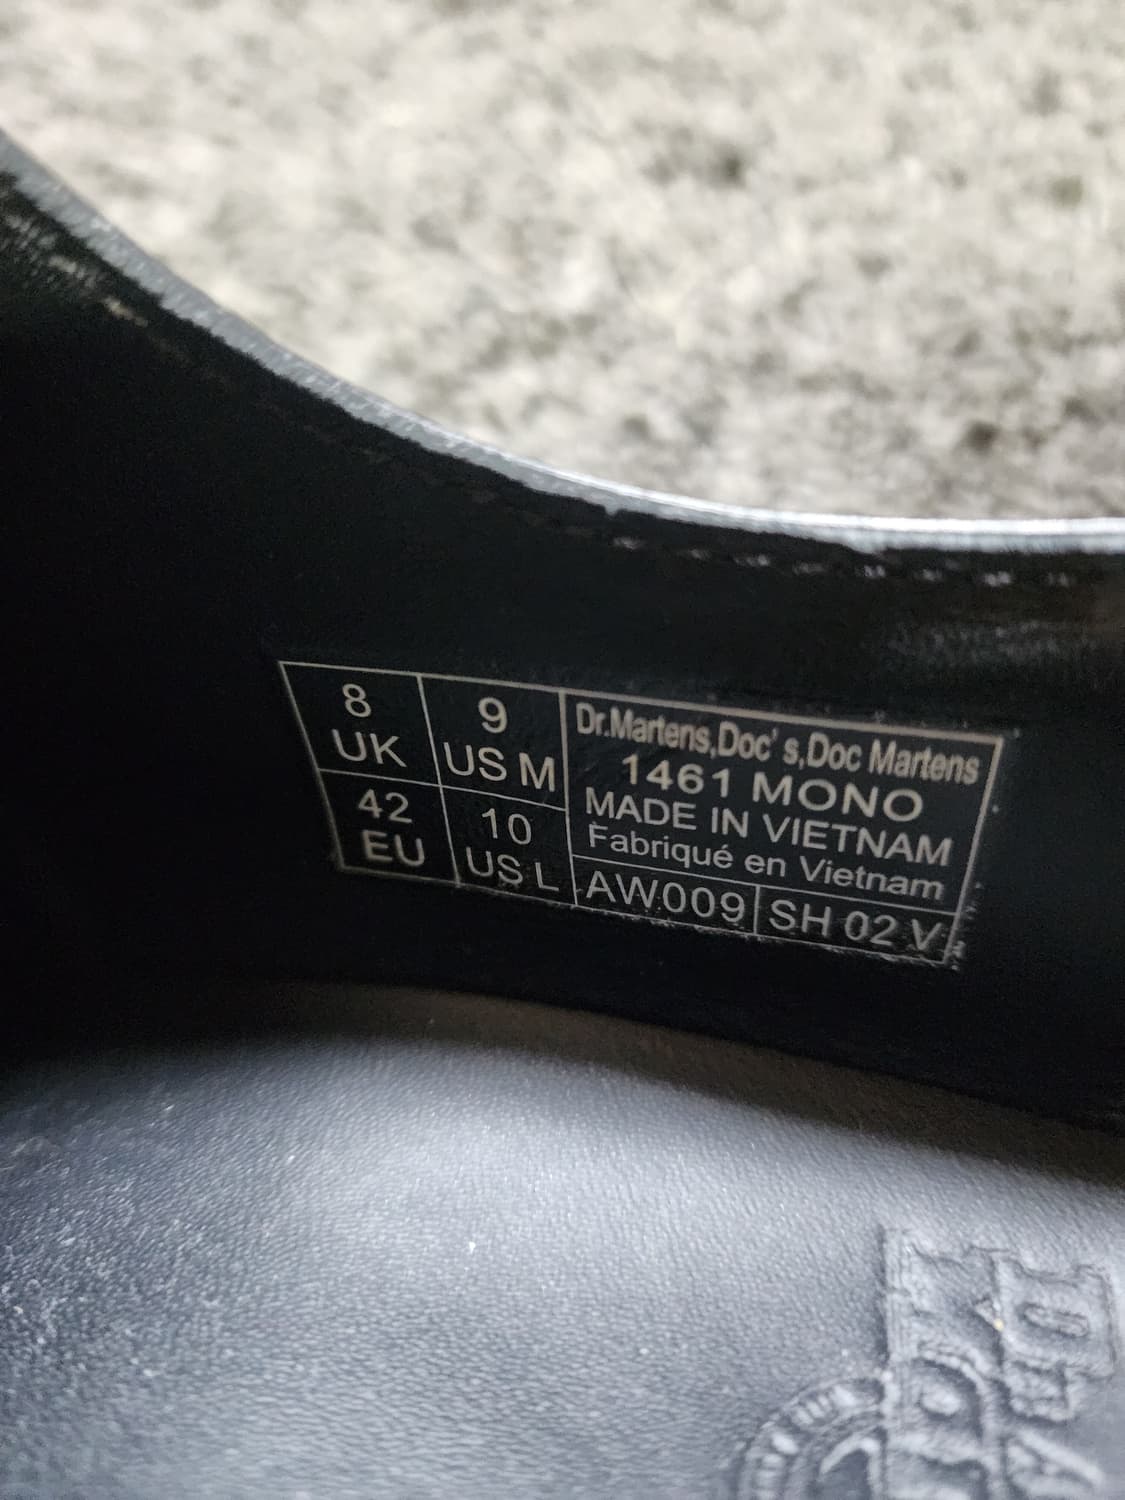 8
UK
9
US M
42
EU
10
US L
Dr.Martens,Doc's,Doc Martens
1461 MONO
MADE IN VIETNAM
Fabriqué en Vietnam
AW009
SH 02 V